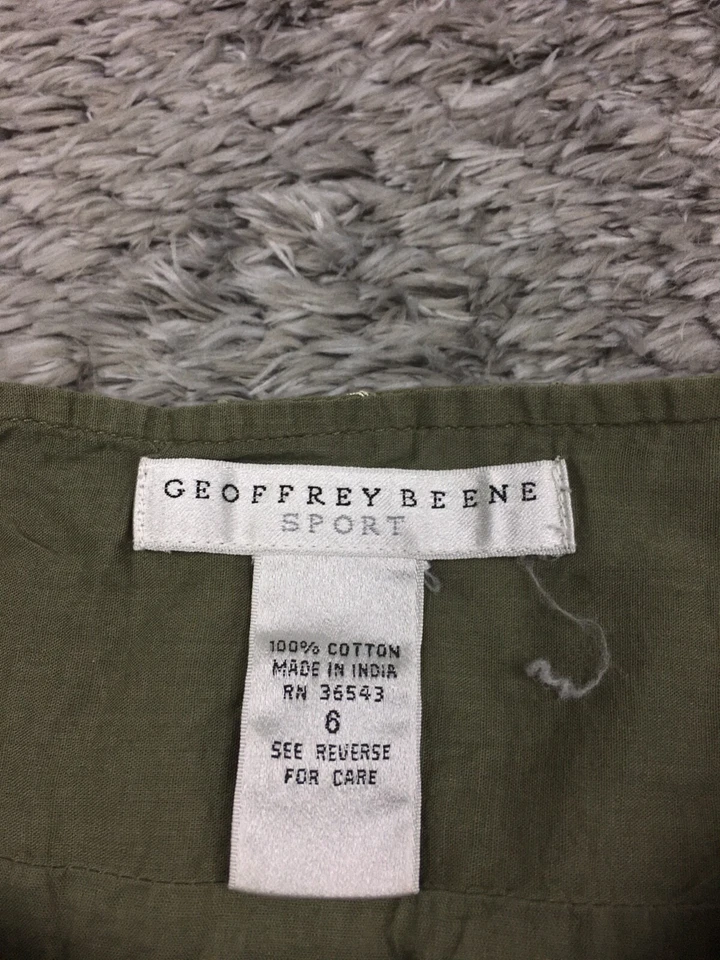 GEOFFREY BEENE
SPORT
100% COTTON
MADE IN INDIA
RN 36543
6
SEE REVERSE
FOR CARE